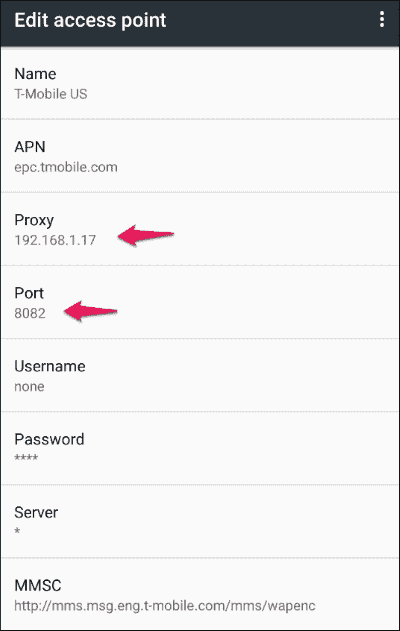 Edit access point
Name
T-Mobile US
APN
epc.tmobile.com
Proxy
192.168.1.17
Port
8082
Username
none
Password
****
Server
*
MMSC
http://mms.msg.eng.t-mobile.com/mms/wapenc